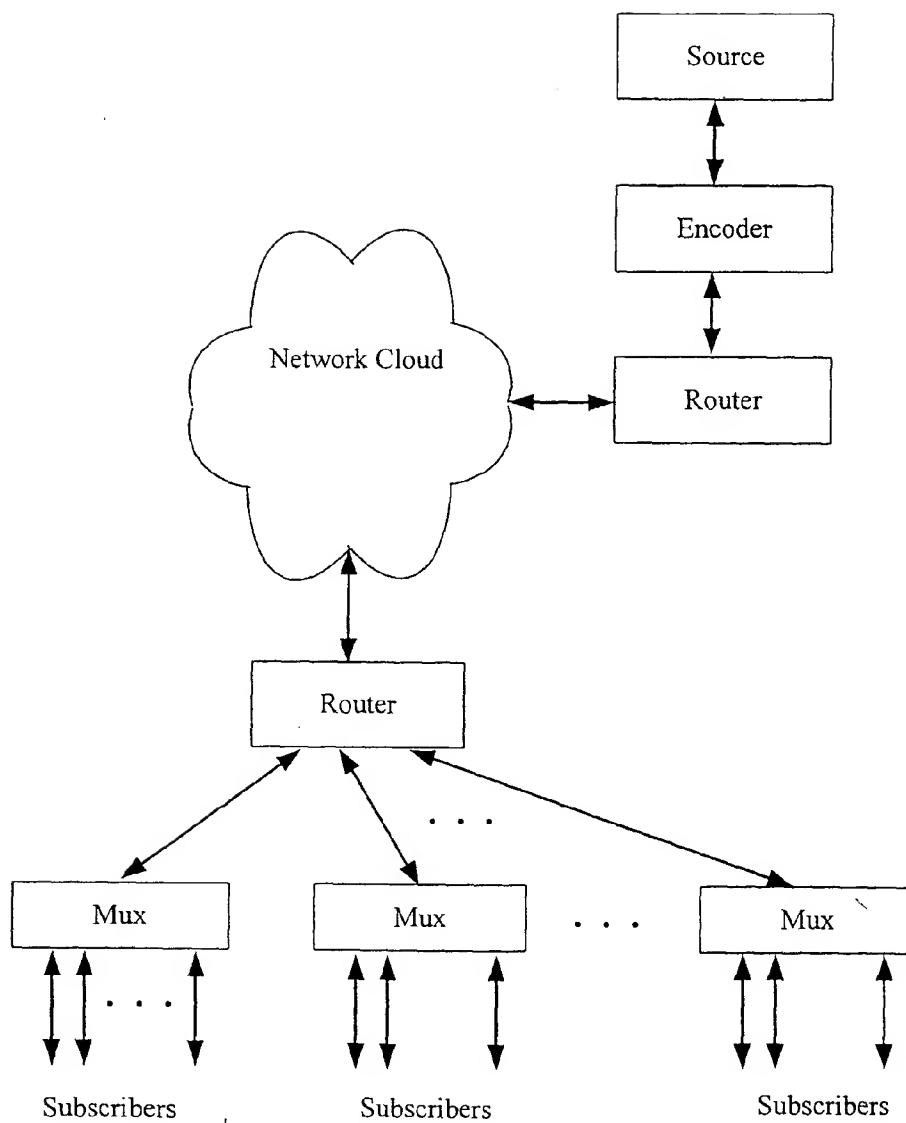 Source
Encoder
Network Cloud
Router
Router
. . .
Mux
Mux
. . .
Mux
. . .
Subscribers
Subscribers
Subscribers